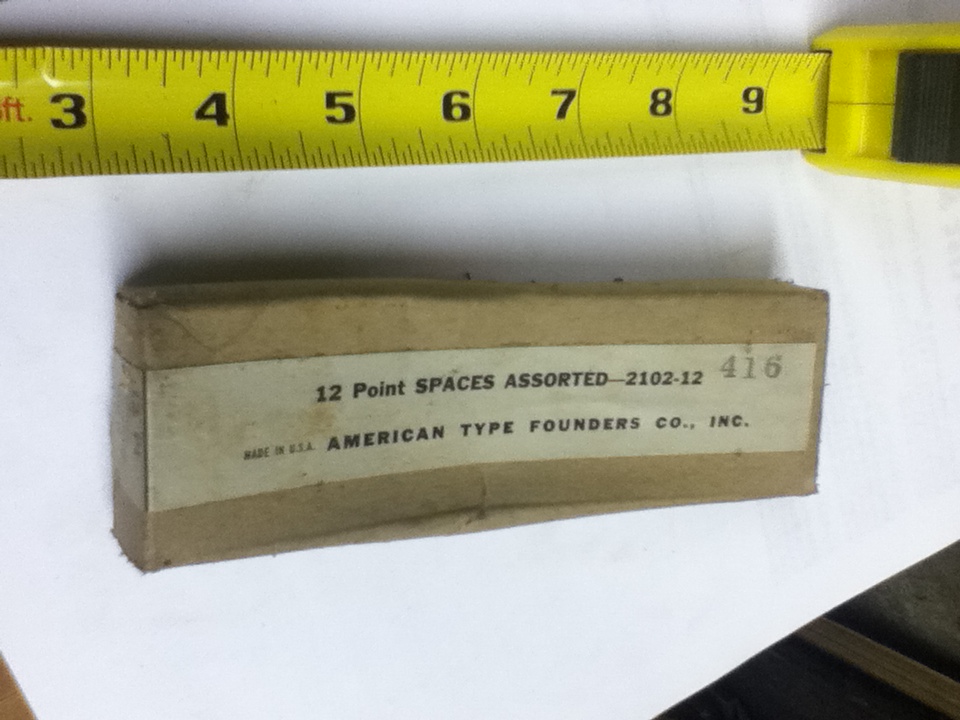 ft. 3 4 5 6 7 8 9
416
12 Point SPACES ASSORTED—2102-12
MADE IN U.S.A. AMERICAN TYPE FOUNDERS CO., INC.